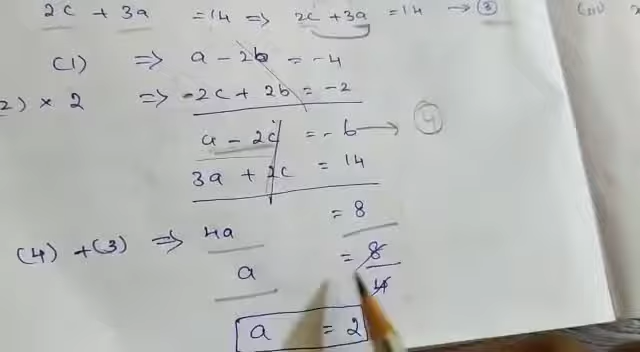 2c + 3a = 14 => 2c + 3a = 14 → (3)
(1) => a - 2b = -4
2) × 2 => -2c + 2b = -2
a - 2c = - 6 → (4)
3a + 2c = 14
(4) + (3) => 4a = 8
a = 8/4
a = 2